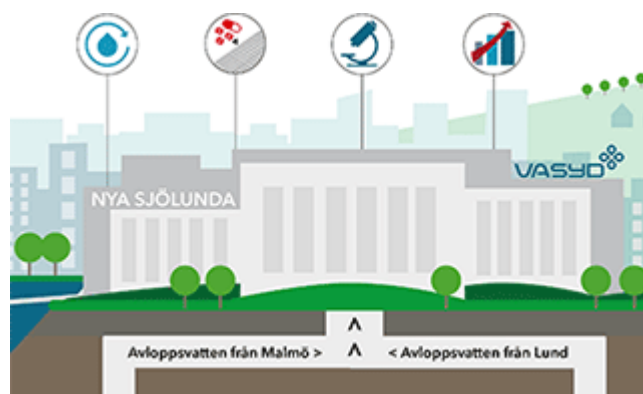 VASYD
NYA SJÖLUNDA
Avloppsvatten från Malmö >
< Avloppsvatten från Lund